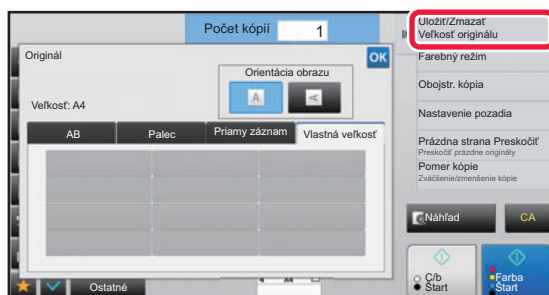 Počet kópií 1
Originál
OK
Orientácia obrazu
A
A
Veľkosť: A4
AB
Palec
Priamy záznam
Vlastná veľkosť
Ostatné
A4
Uložiť/Zmazať
Veľkosť originálu
Farebný režim
Obojstr. kópia
Nastavenie pozadia
Prázdna strana Preskočiť
Preskočiť prázdne originály
Pomer kópie
Zväčšenie/zmenšenie kópie
Náhľad
CA
Č/b
Štart
Farba
Štart